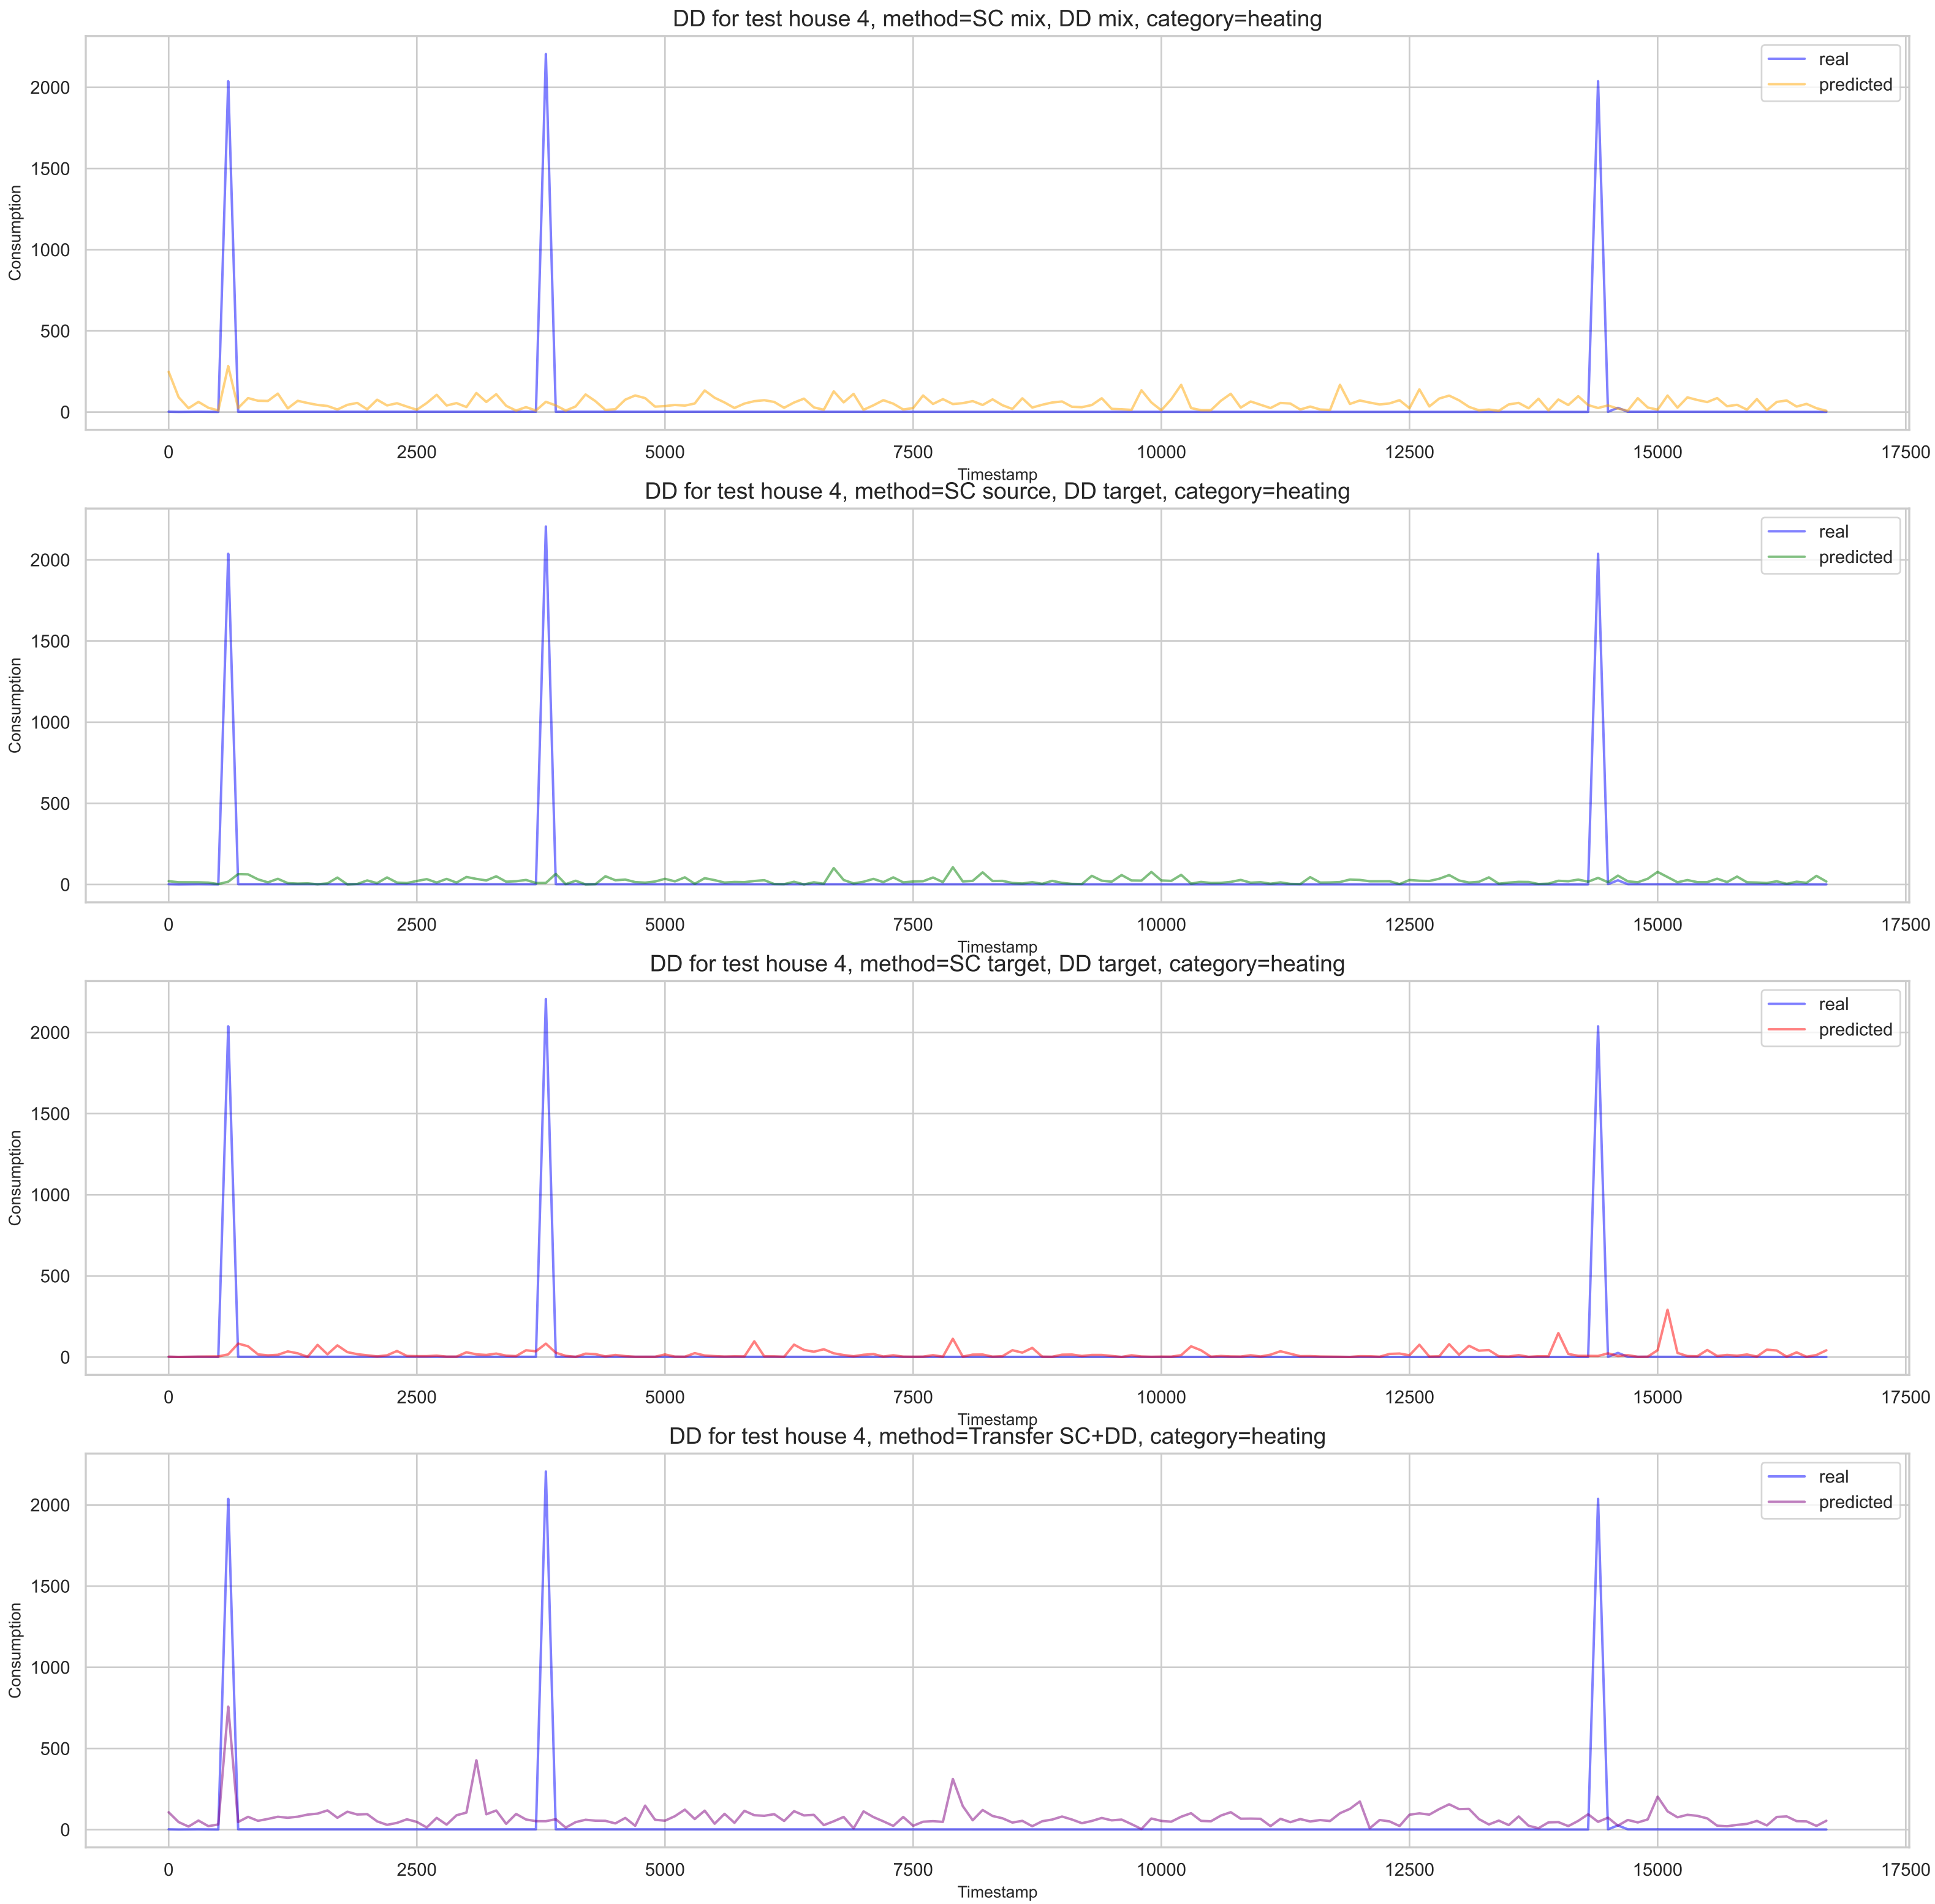 DD for test house 4, method=SC mix, DD mix, category=heating
real
predicted
2000
1500
1000
500
0
Consumption
0 2500 5000 7500 10000 12500 15000 17500
Timestamp
DD for test house 4, method=SC source, DD target, category=heating
real
predicted
2000
1500
1000
500
0
Consumption
0 2500 5000 7500 10000 12500 15000 17500
Timestamp
DD for test house 4, method=SC target, DD target, category=heating
real
predicted
2000
1500
1000
500
0
Consumption
0 2500 5000 7500 10000 12500 15000 17500
Timestamp
DD for test house 4, method=Transfer SC+DD, category=heating
real
predicted
2000
1500
1000
500
0
Consumption
0 2500 5000 7500 10000 12500 15000 17500
Timestamp